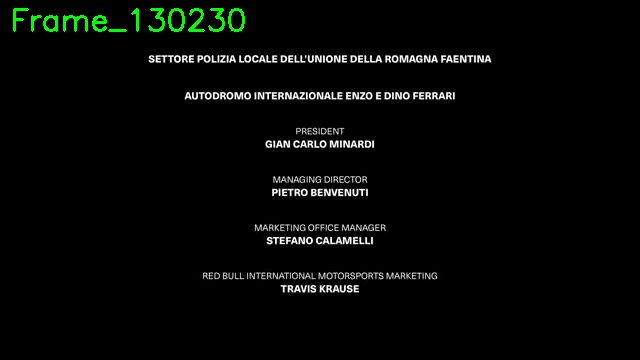 Frame_130230
SETTORE POLIZIA LOCALE DELL'UNIONE DELLA ROMAGNA FAENTINA
AUTODROMO INTERNAZIONALE ENZO E DINO FERRARI
PRESIDENT
GIAN CARLO MINARDI
MANAGING DIRECTOR
PIETRO BENVENUTI
MARKETING OFFICE MANAGER
STEFANO CALAMELLI
RED BULL INTERNATIONAL MOTORSPORTS MARKETING
TRAVIS KRAUSE